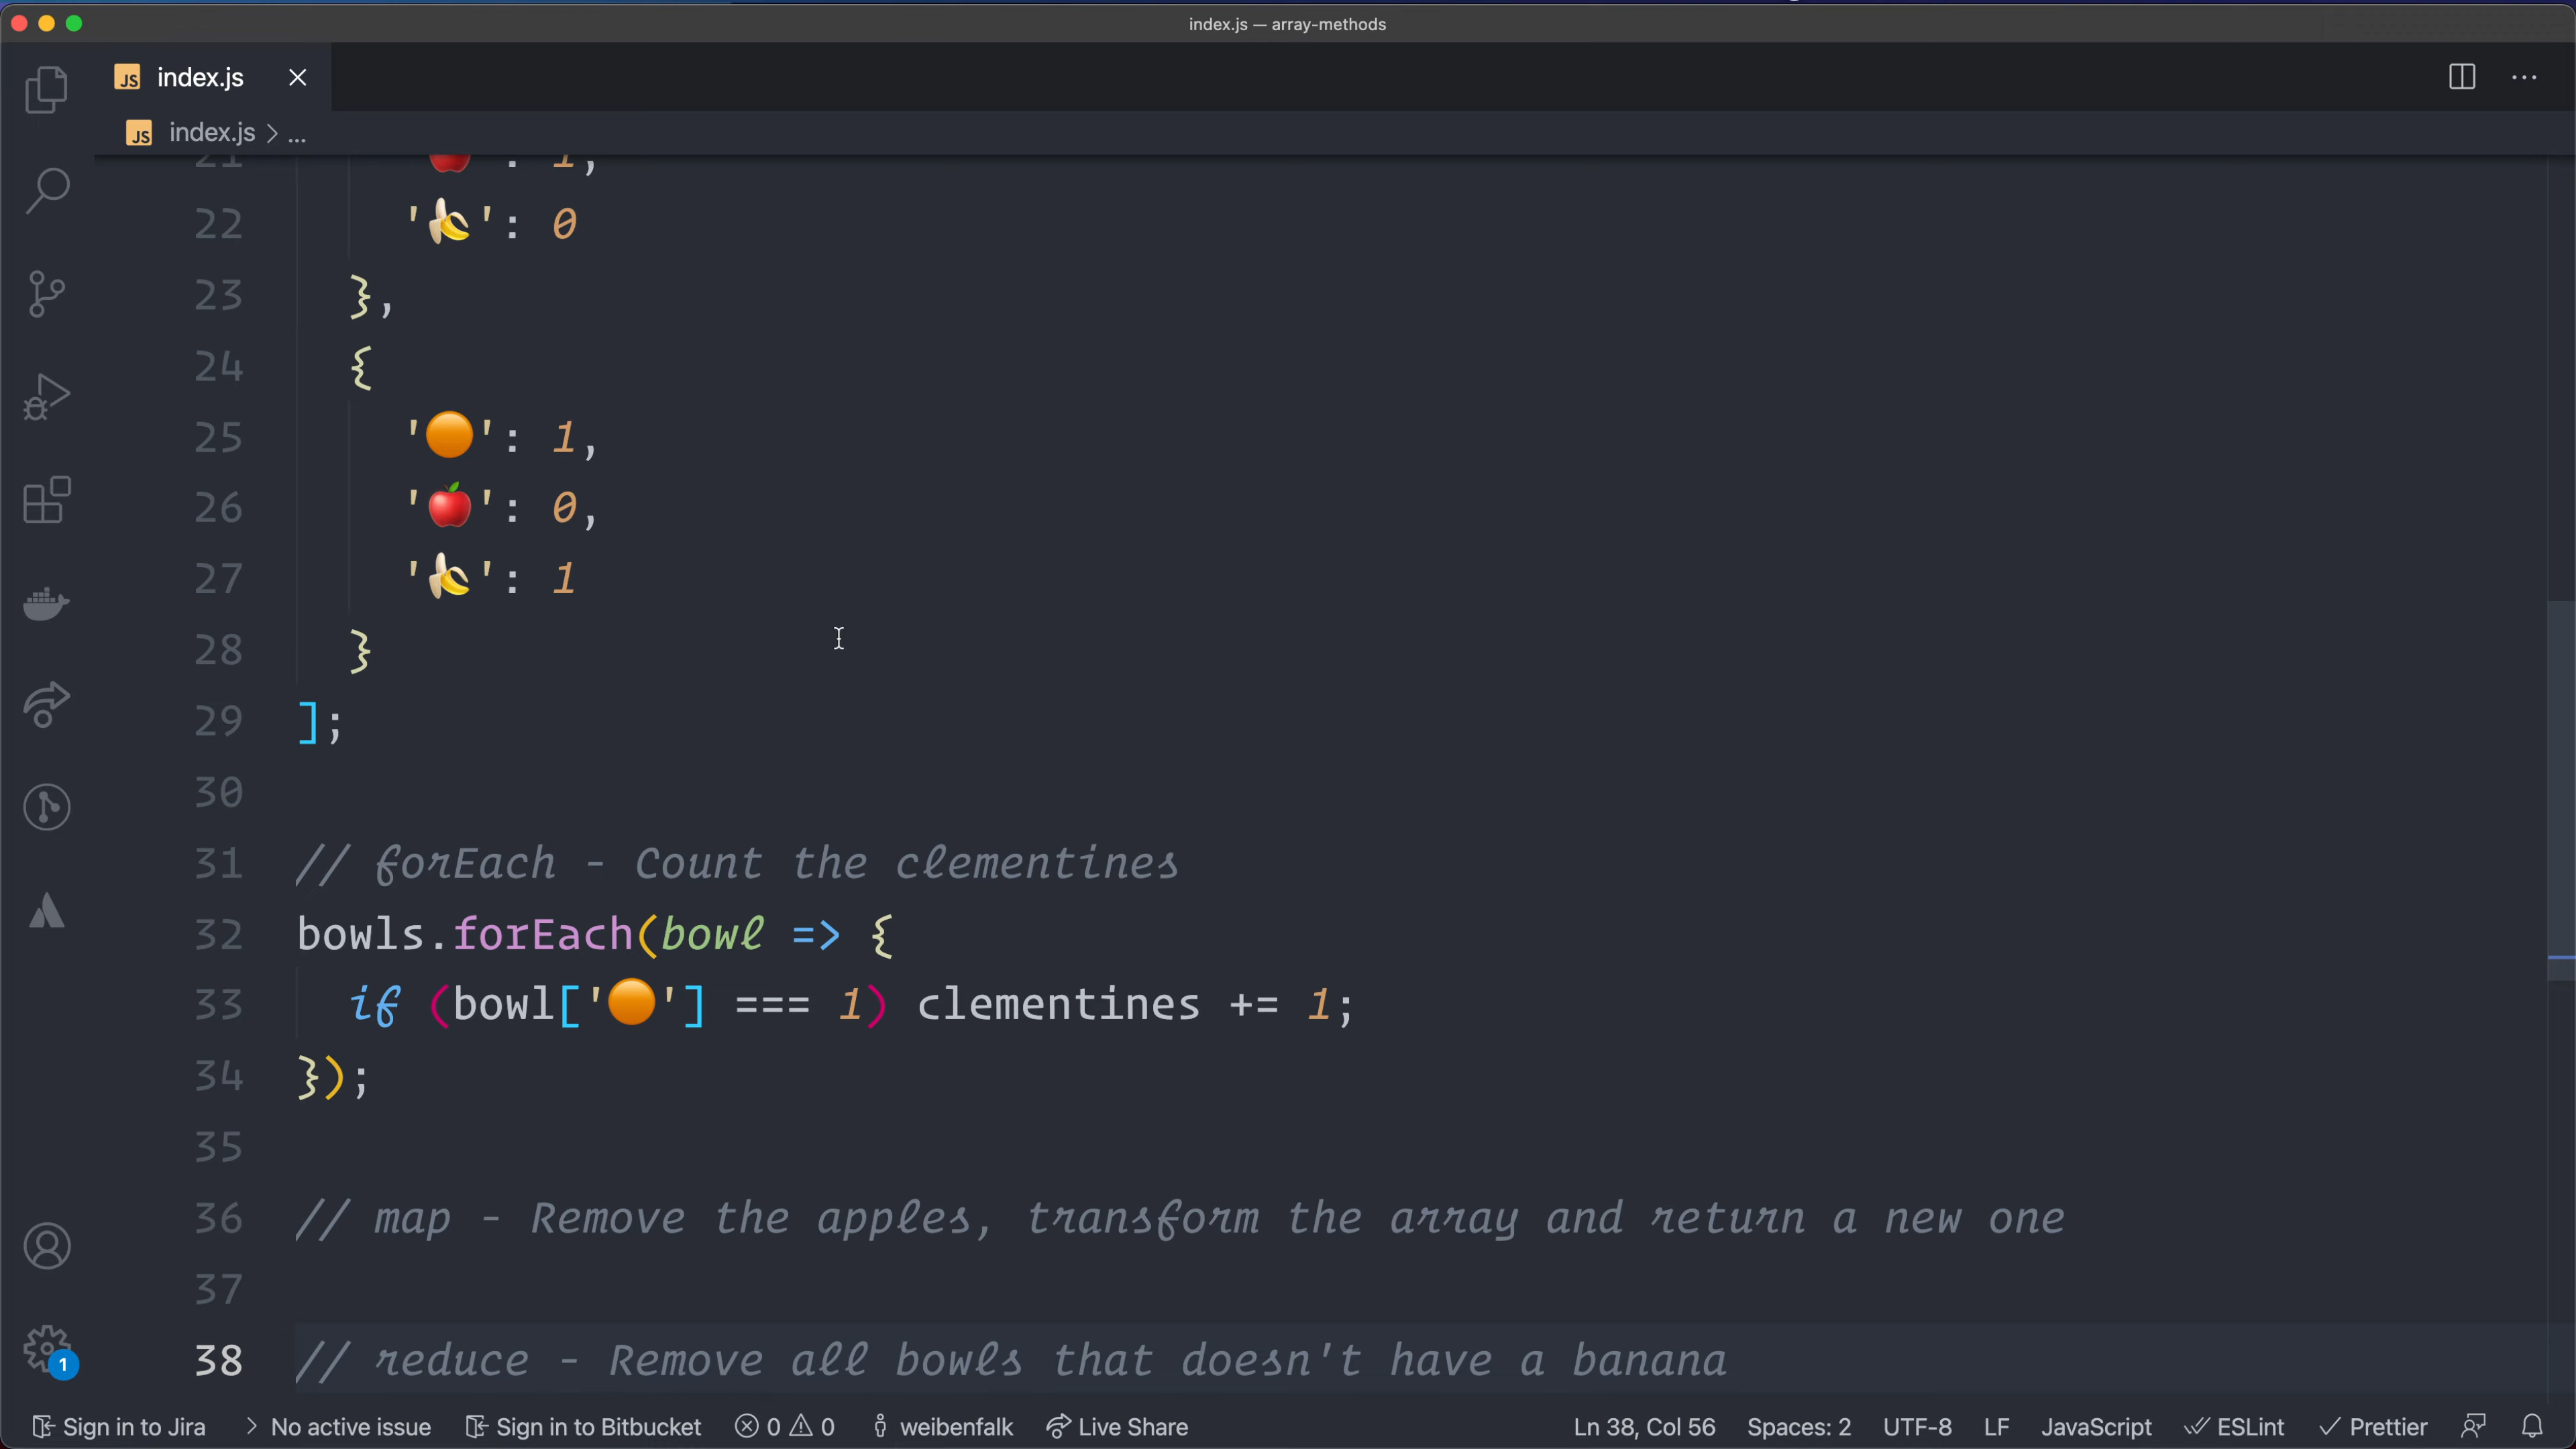 index.js — array-methods
JS index.js
JS index.js > ...
21 🍎 : 1,
22 '🍌': 0
23 },
24 {
25 '🟠': 1,
26 '🍎': 0,
27 '🍌': 1
28 }
29 ];
30
31 // forEach - Count the clementines
32 bowls.forEach(bowl => {
33 if (bowl['🟠'] === 1) clementines += 1;
34 });
35
36 // map - Remove the apples, transform the array and return a new one
37
38 // reduce - Remove all bowls that doesn't have a banana
1
Sign in to Jira > No active issue Sign in to Bitbucket 0 0 weibenfalk Live Share Ln 38, Col 56 Spaces: 2 UTF-8 LF JavaScript ESLint Prettier